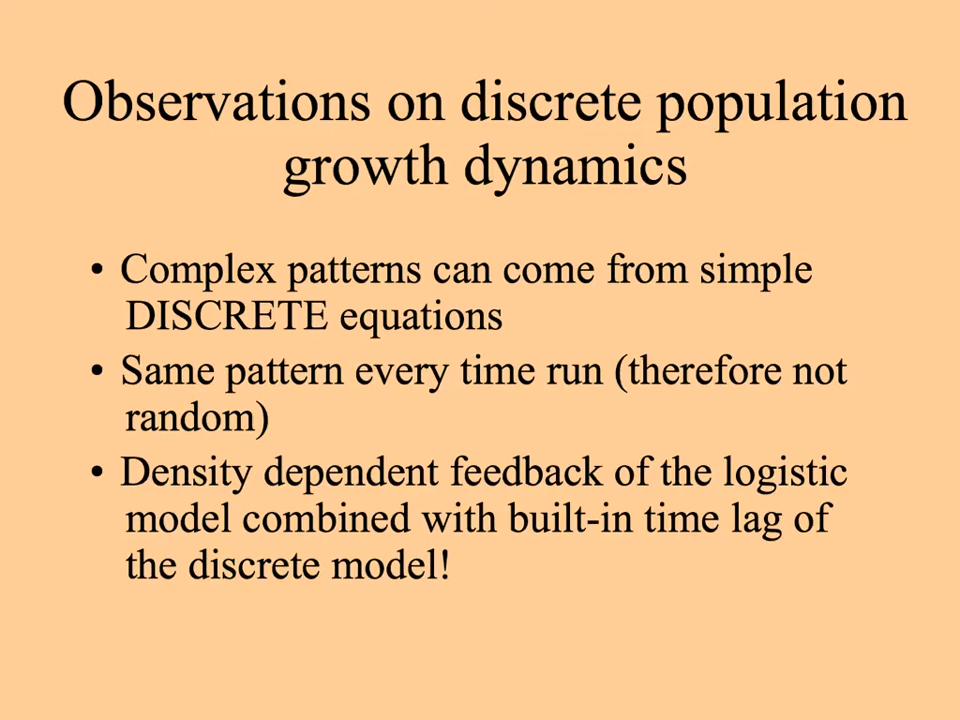 Observations on discrete population
growth dynamics
• Complex patterns can come from simple
DISCRETE equations
• Same pattern every time run (therefore not
random)
• Density dependent feedback of the logistic
model combined with built-in time lag of
the discrete model!